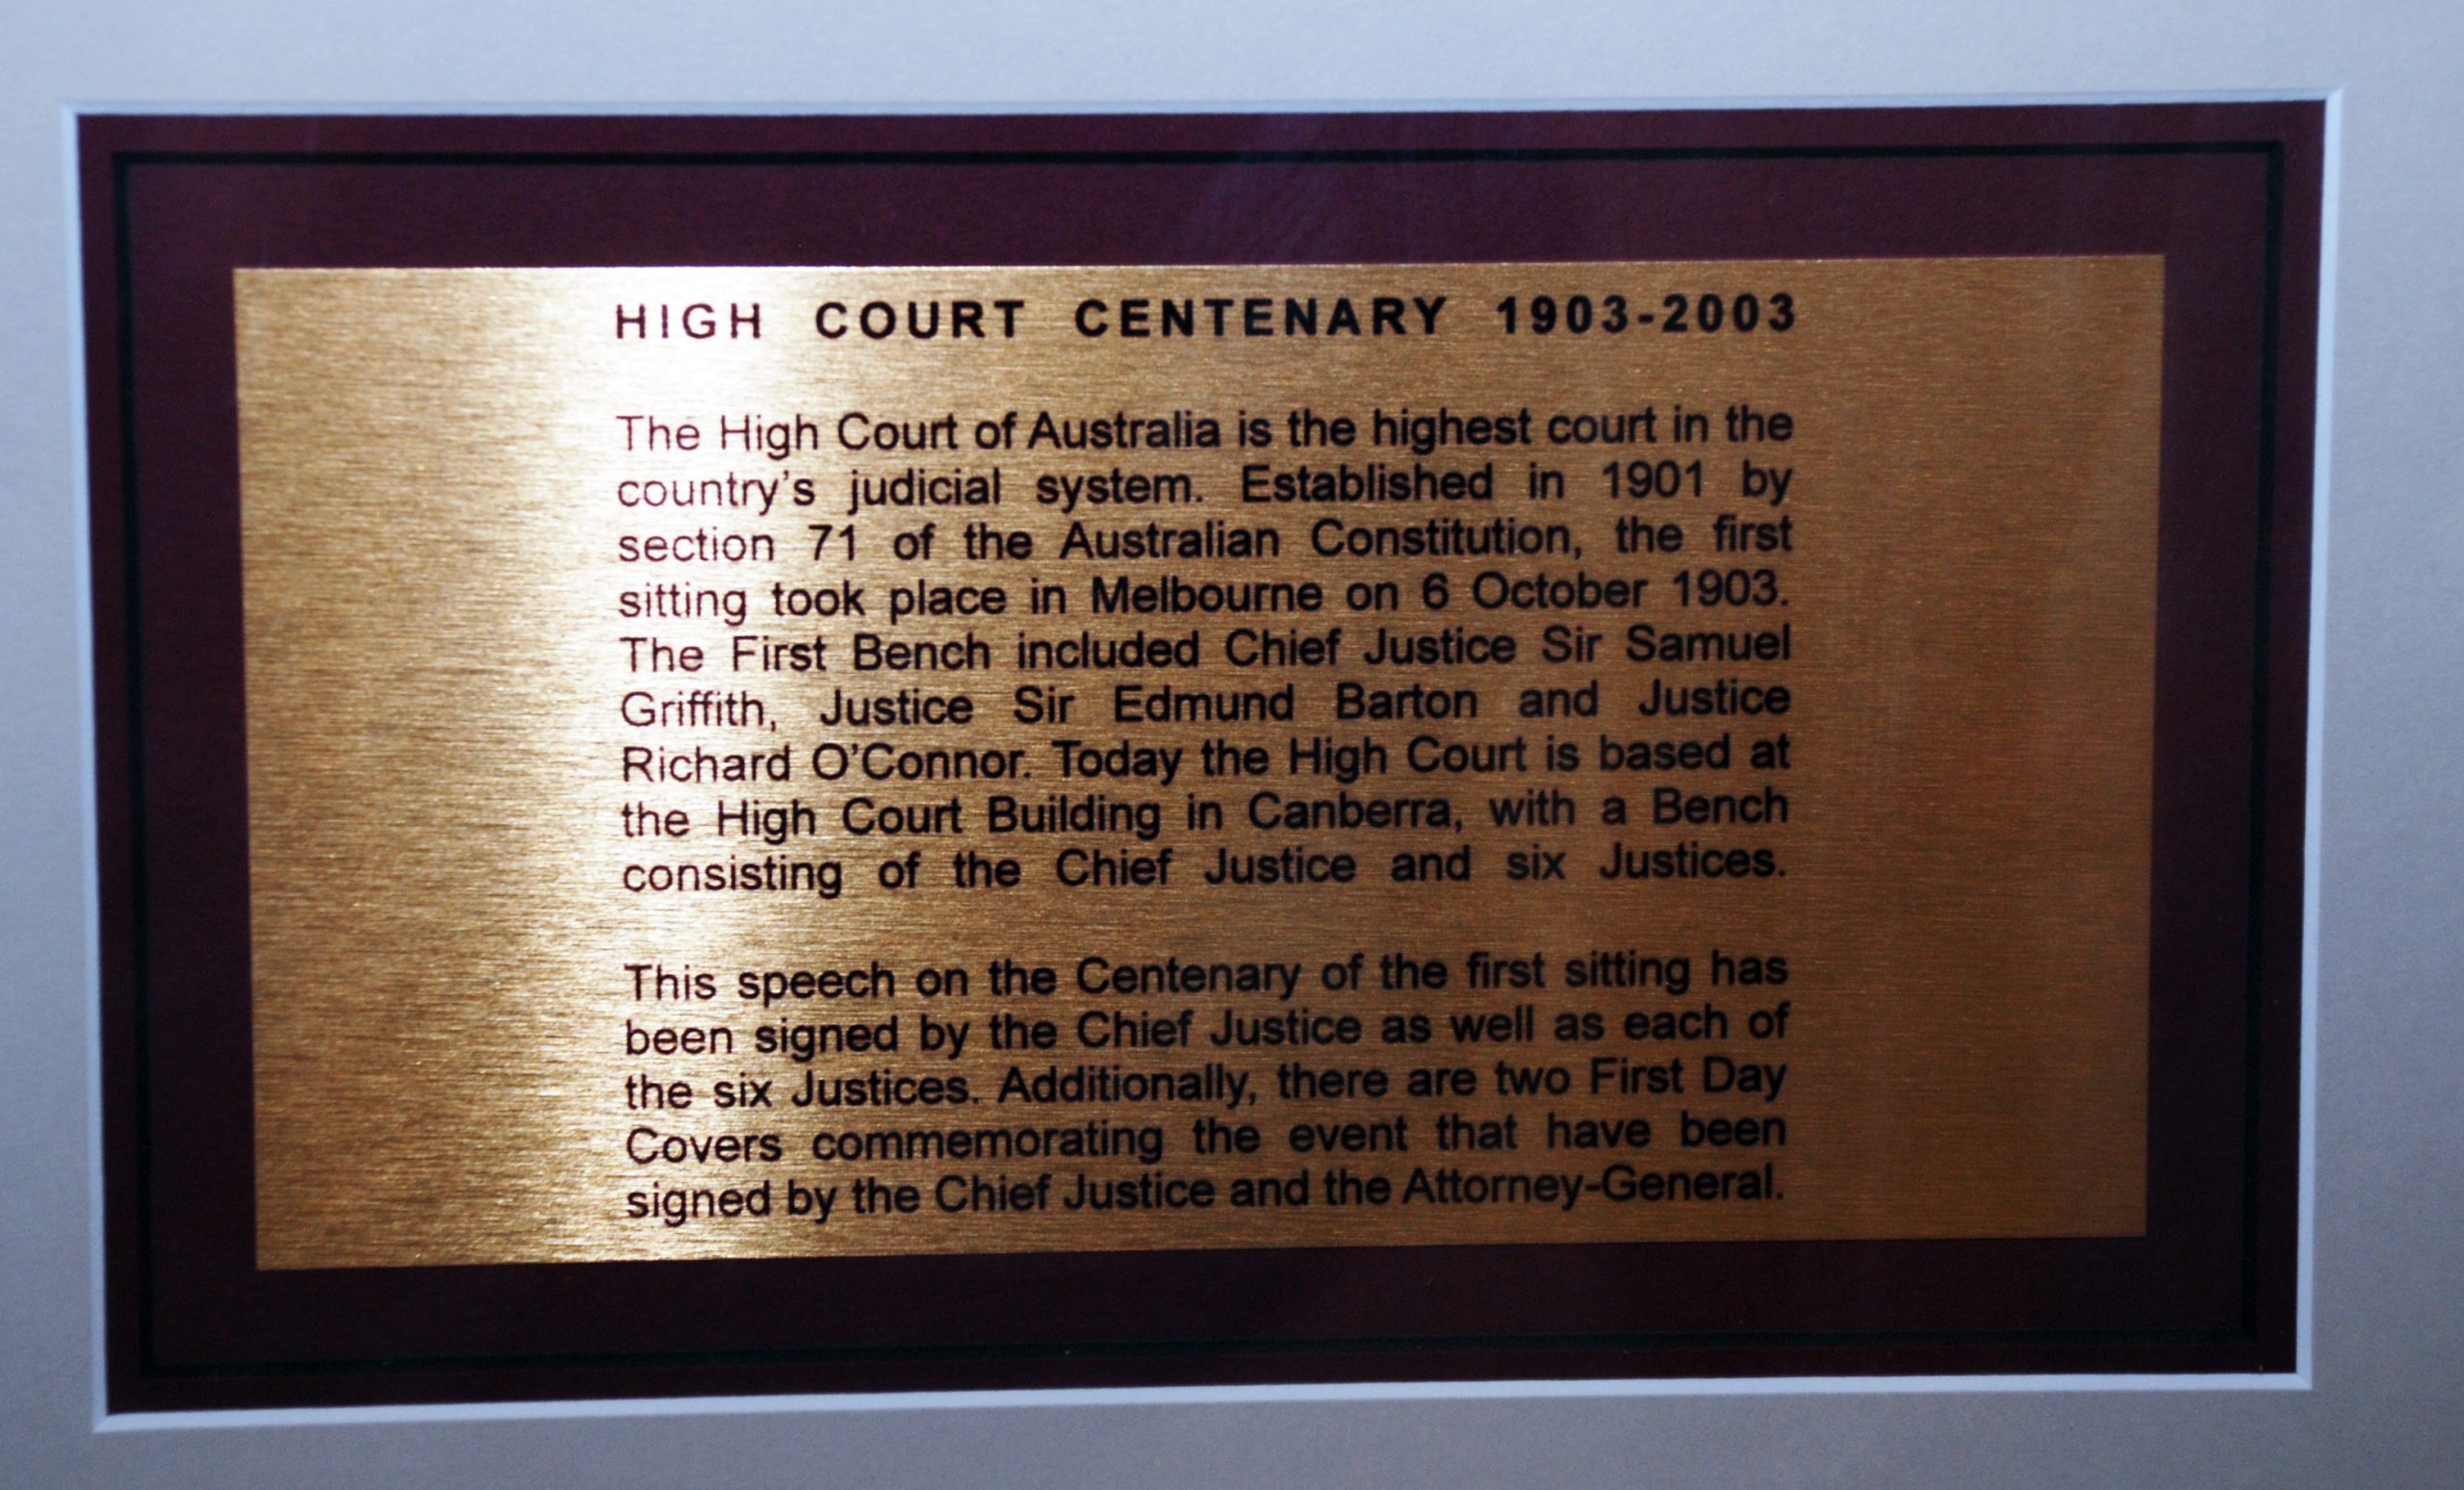 HIGH COURT CENTENARY 1903-2003
The High Court of Australia is the highest court in the
country's judicial system. Established in 1901 by
section 71 of the Australian Constitution, the first
sitting took place in Melbourne on 6 October 1903.
The First Bench included Chief Justice Sir Samuel
Griffith, Justice Sir Edmund Barton and Justice
Richard O'Connor. Today the High Court is based at
the High Court Building in Canberra, with a Bench
consisting of the Chief Justice and six Justices.
This speech on the Centenary of the first sitting has
been signed by the Chief Justice as well as each of
the six Justices. Additionally, there are two First Day
Covers commemorating the event that have been
signed by the Chief Justice and the Attorney-General.